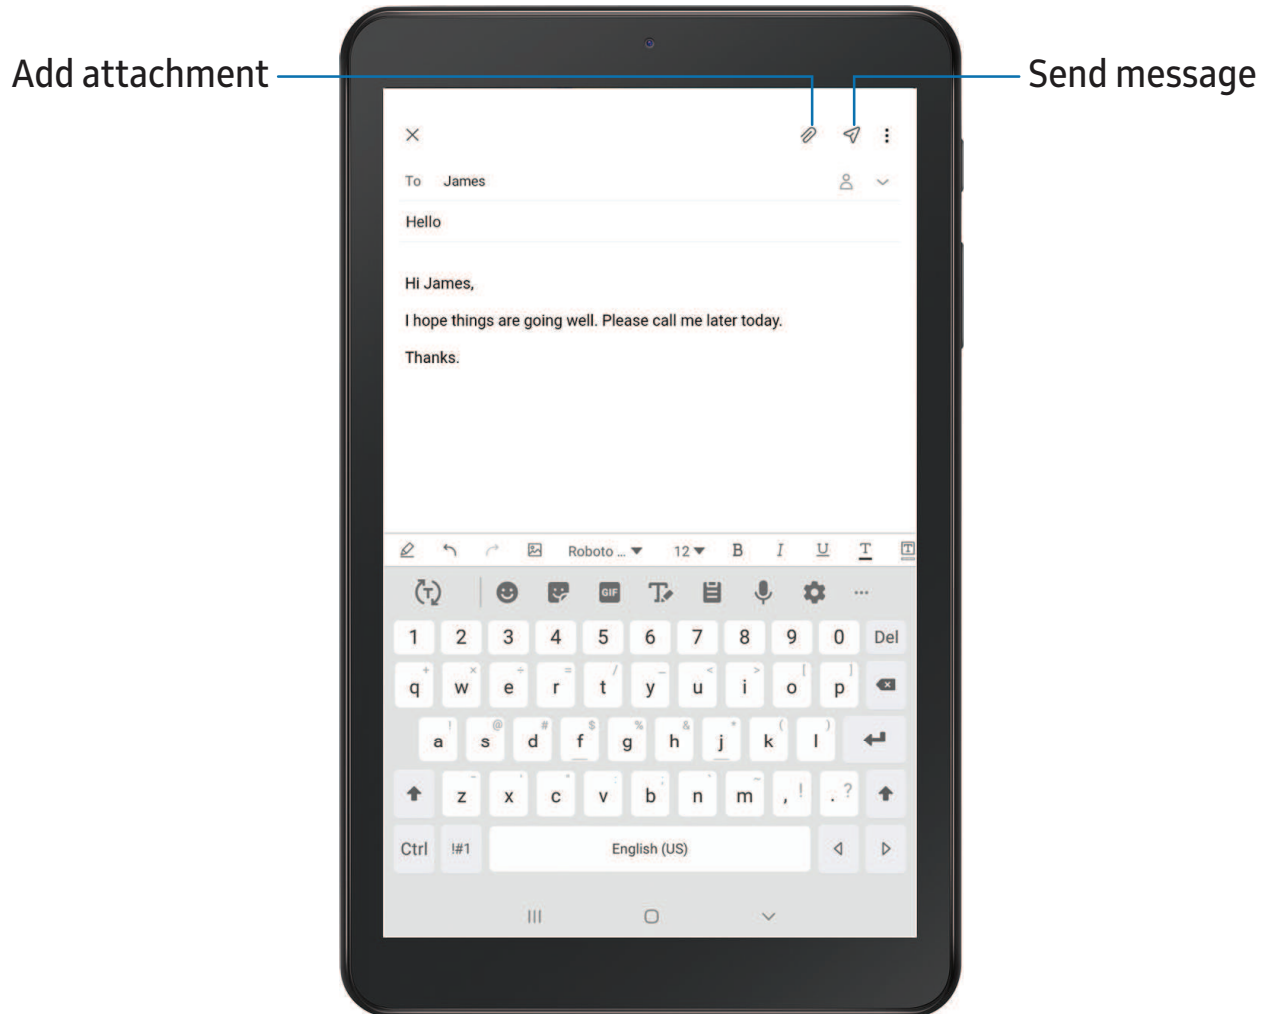 Add attachment
Send message
To James
Hello
Hi James,
I hope things are going well. Please call me later today.
Thanks.
Roboto ... 12 B I U T T
T GIF T ...
1 2 3 4 5 6 7 8 9 0 Del
+ × ÷ = / _ < > [ ]
q w e r t y u i o p
! @ # $ % & * ( )
a s d f g h j k l
z x c v b n m , ! . ?
Ctrl !#1 English (US)